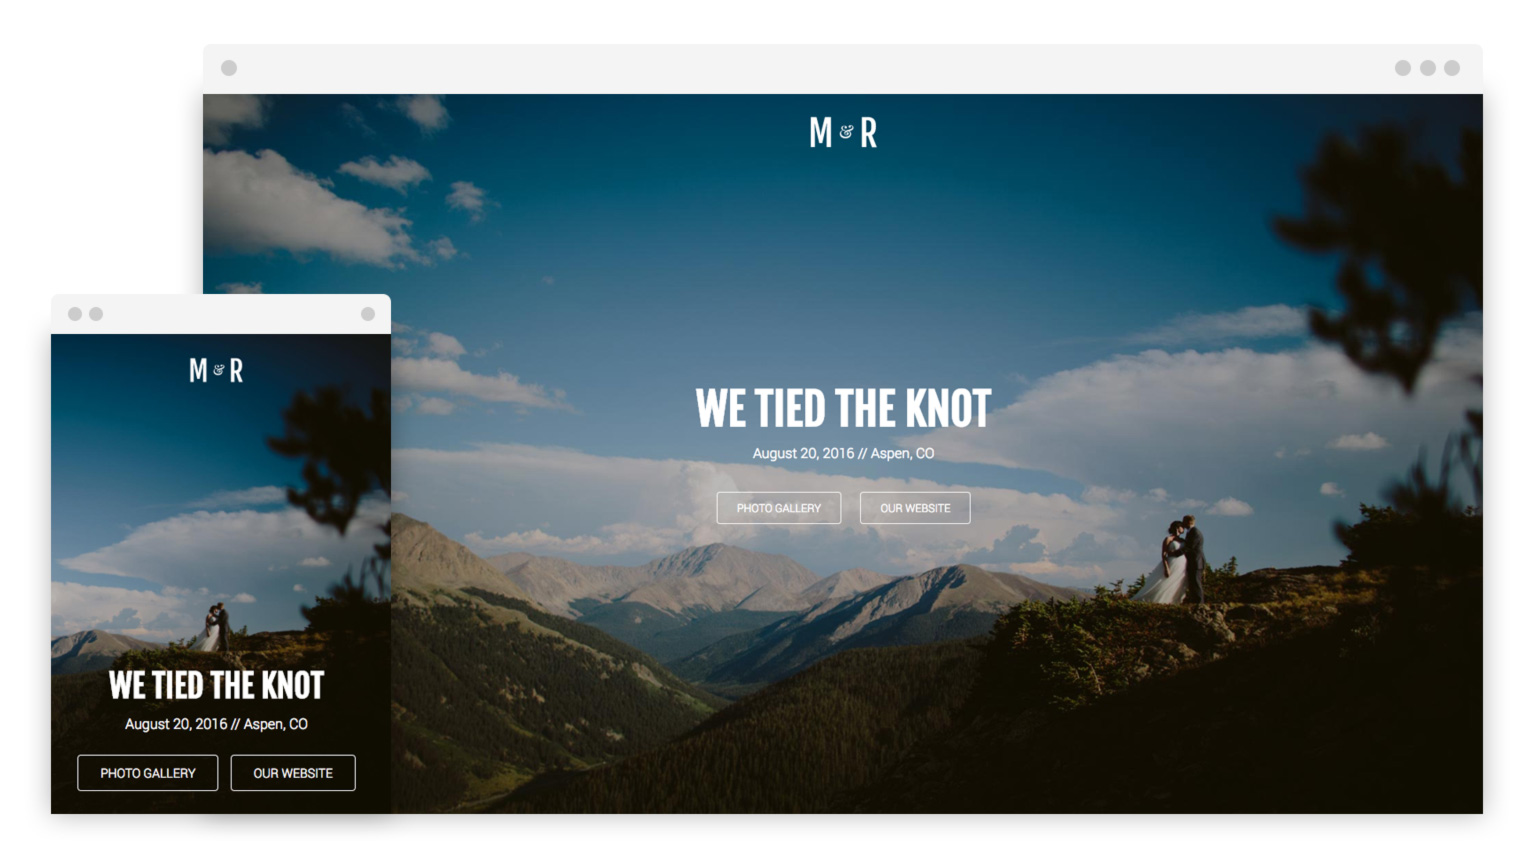 M & R
WE TIED THE KNOT
August 20, 2016 // Aspen, CO
PHOTO GALLERY
OUR WEBSITE
M & R
WE TIED THE KNOT
August 20, 2016 // Aspen, CO
PHOTO GALLERY
OUR WEBSITE